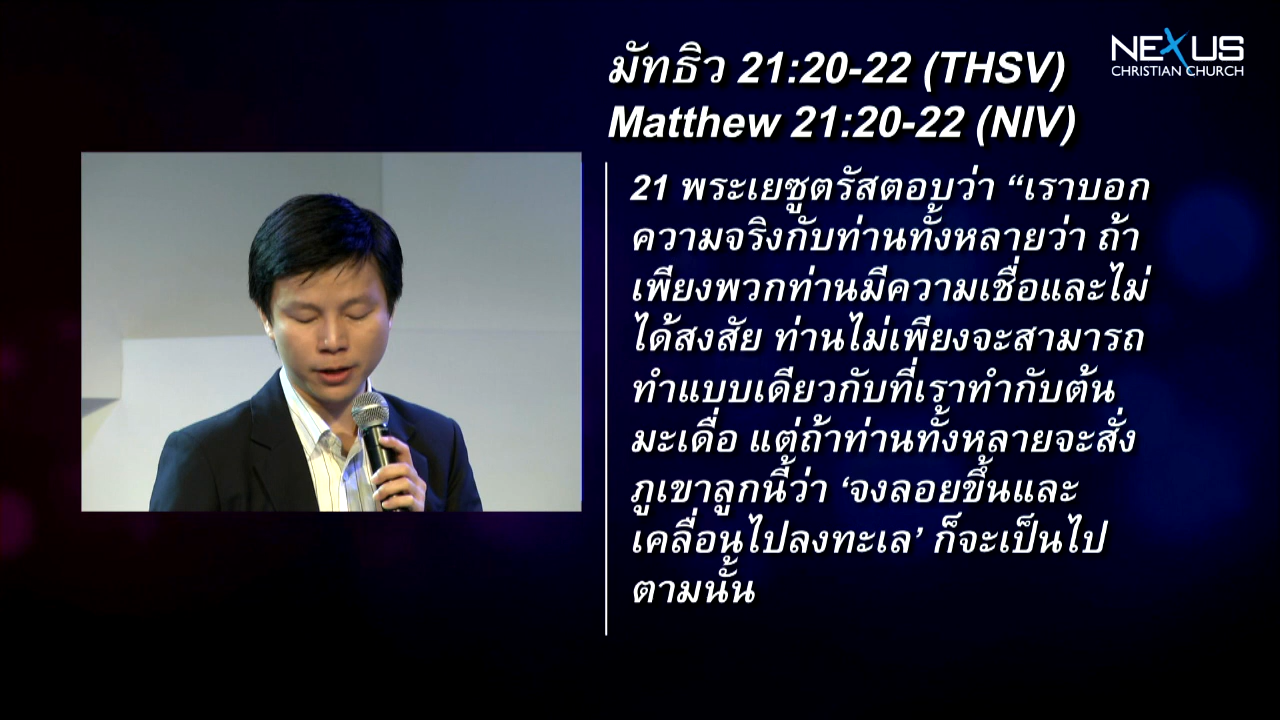 มัทธิว 21:20-22 (THSV)
Matthew 21:20-22 (NIV)
NEXUS
CHRISTIAN CHURCH
21 พระเยซูตรัสตอบว่า “เราบอก
ความจริงกับท่านทั้งหลายว่า ถ้า
เพียงพวกท่านมีความเชื่อและไม่
ได้สงสัย ท่านไม่เพียงจะสามารถ
ทำแบบเดียวกับที่เราทำกับต้น
มะเดื่อ แต่ถ้าท่านทั้งหลายจะสั่ง
ภูเขาลูกนี้ว่า ‘จงลอยขึ้นและ
เคลื่อนไปลงทะเล’ ก็จะเป็นไป
ตามนั้น